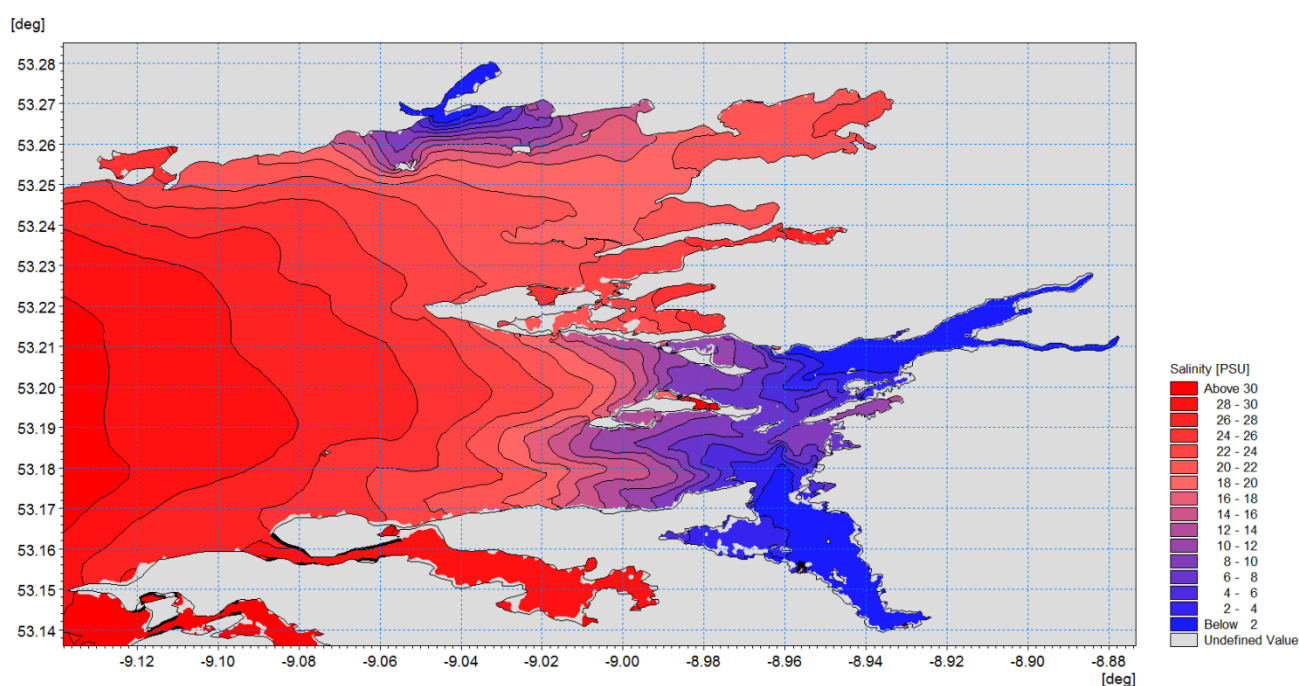 [deg]
53.28
53.27
53.26
53.25
53.24
53.23
53.22
53.21
53.20
53.19
53.18
53.17
53.16
53.15
53.14
-9.12 -9.10 -9.08 -9.06 -9.04 -9.02 -9.00 -8.98 -8.96 -8.94 -8.92 -8.90 -8.88
[deg]
Salinity [PSU]
Above 30
28 - 30
26 - 28
24 - 26
22 - 24
20 - 22
18 - 20
16 - 18
14 - 16
12 - 14
10 - 12
8 - 10
6 - 8
4 - 6
2 - 4
Below 2
Undefined Value